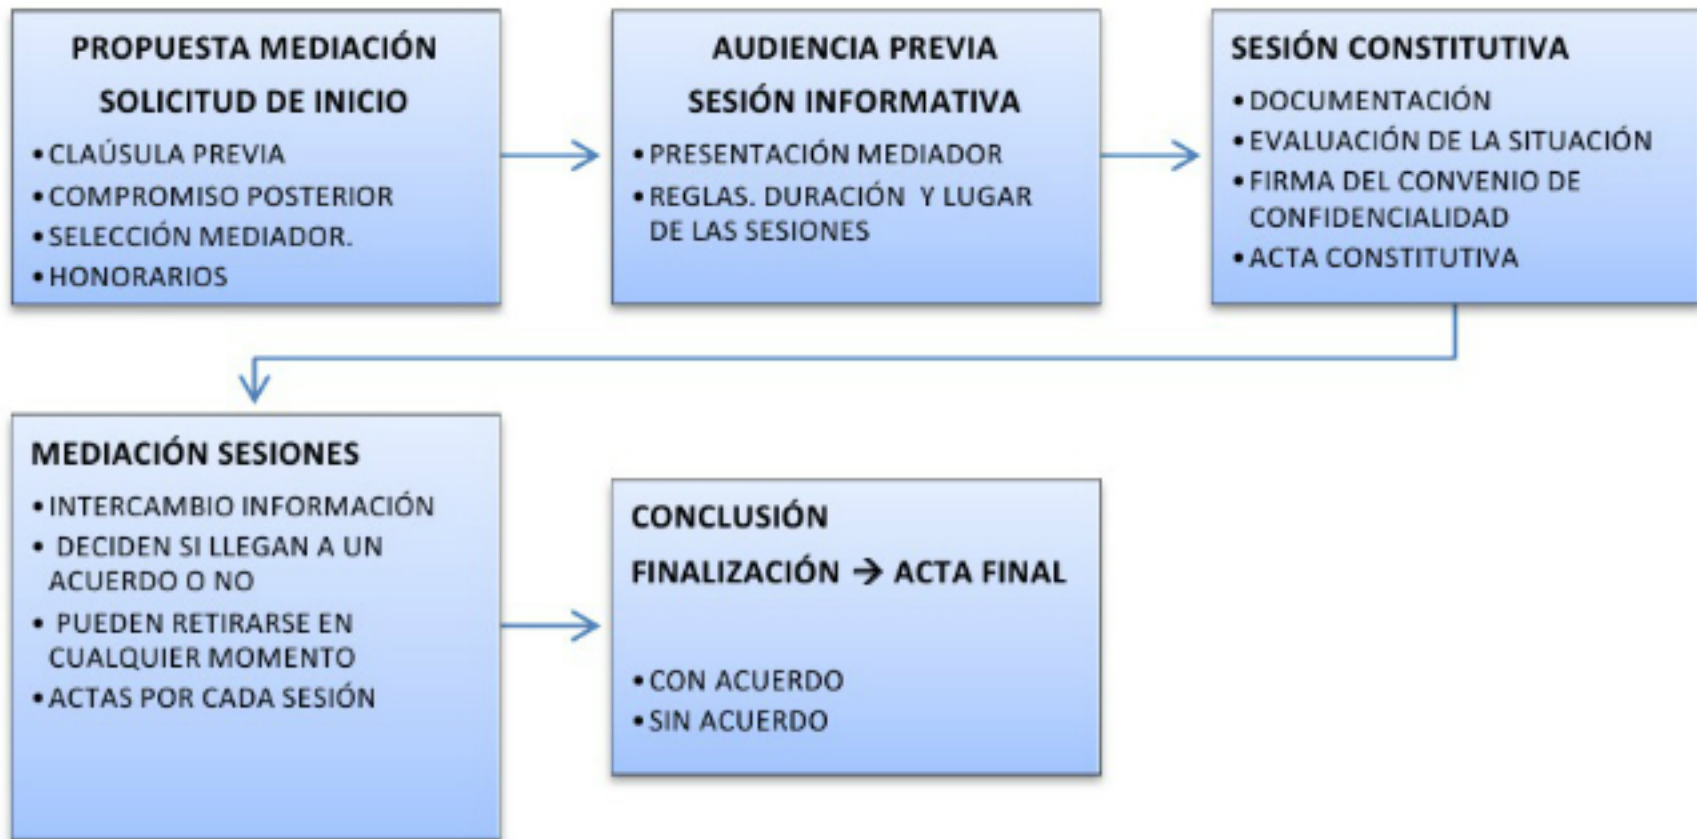 PROPUESTA MEDIACIÓN
SOLICITUD DE INICIO
• CLAÚSULA PREVIA
• COMPROMISO POSTERIOR
• SELECCIÓN MEDIADOR.
• HONORARIOS
AUDIENCIA PREVIA
SESIÓN INFORMATIVA
• PRESENTACIÓN MEDIADOR
• REGLAS. DURACIÓN Y LUGAR
DE LAS SESIONES
SESIÓN CONSTITUTIVA
• DOCUMENTACIÓN
• EVALUACIÓN DE LA SITUACIÓN
• FIRMA DEL CONVENIO DE
CONFIDENCIALIDAD
• ACTA CONSTITUTIVA
MEDIACIÓN SESIONES
• INTERCAMBIO INFORMACIÓN
• DECIDEN SI LLEGAN A UN
ACUERDO O NO
• PUEDEN RETIRARSE EN
CUALQUIER MOMENTO
• ACTAS POR CADA SESIÓN
CONCLUSIÓN
FINALIZACIÓN → ACTA FINAL
• CON ACUERDO
• SIN ACUERDO